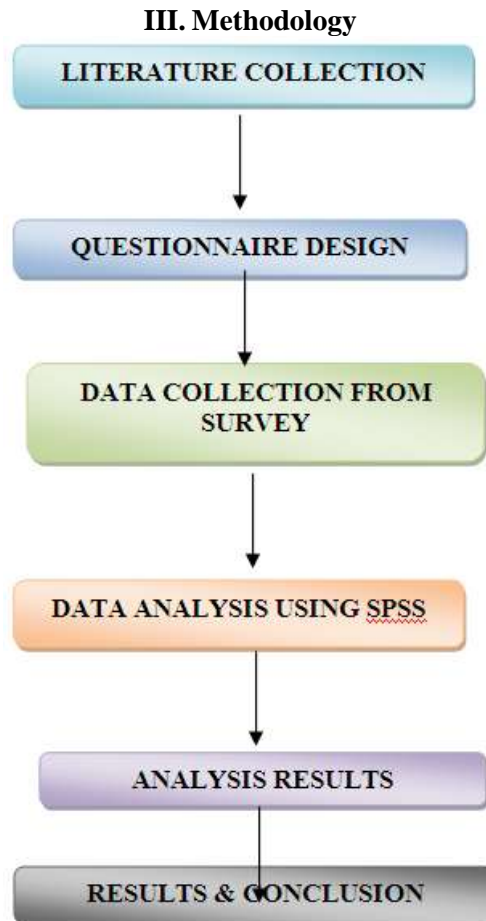 III. Methodology
LITERATURE COLLECTION
QUESTIONNAIRE DESIGN
DATA COLLECTION FROM
SURVEY
DATA ANALYSIS USING SPSS
ANALYSIS RESULTS
RESULTS & CONCLUSION